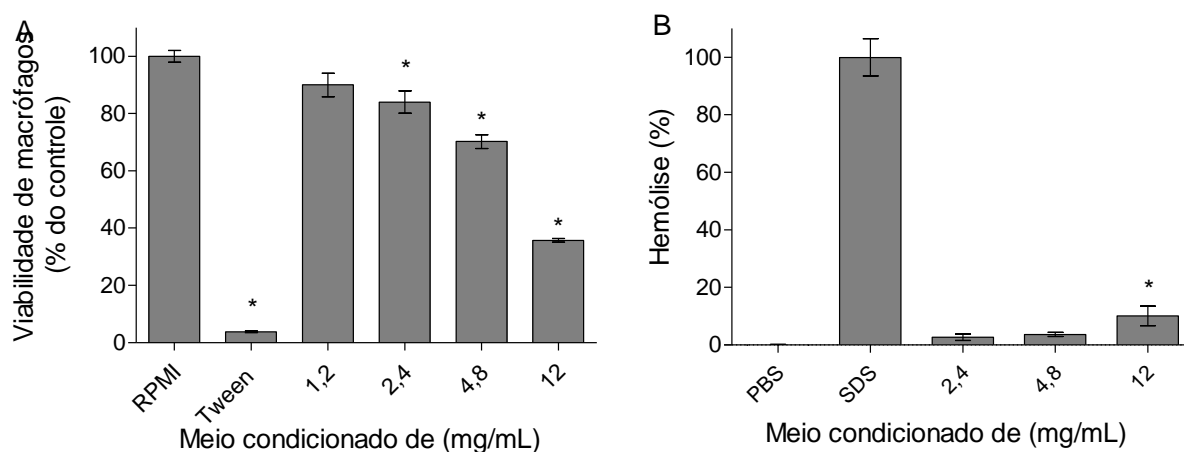 A
Viabilidade de macrófagos
(% do controle)
100
80
60
40
20
0
*
*
*
*
RPMI
Tween
1,2
2,4
4,8
12
Meio condicionado de (mg/mL)
B
Hemólise (%)
100
80
60
40
20
0
*
PBS
SDS
2,4
4,8
12
Meio condicionado de (mg/mL)